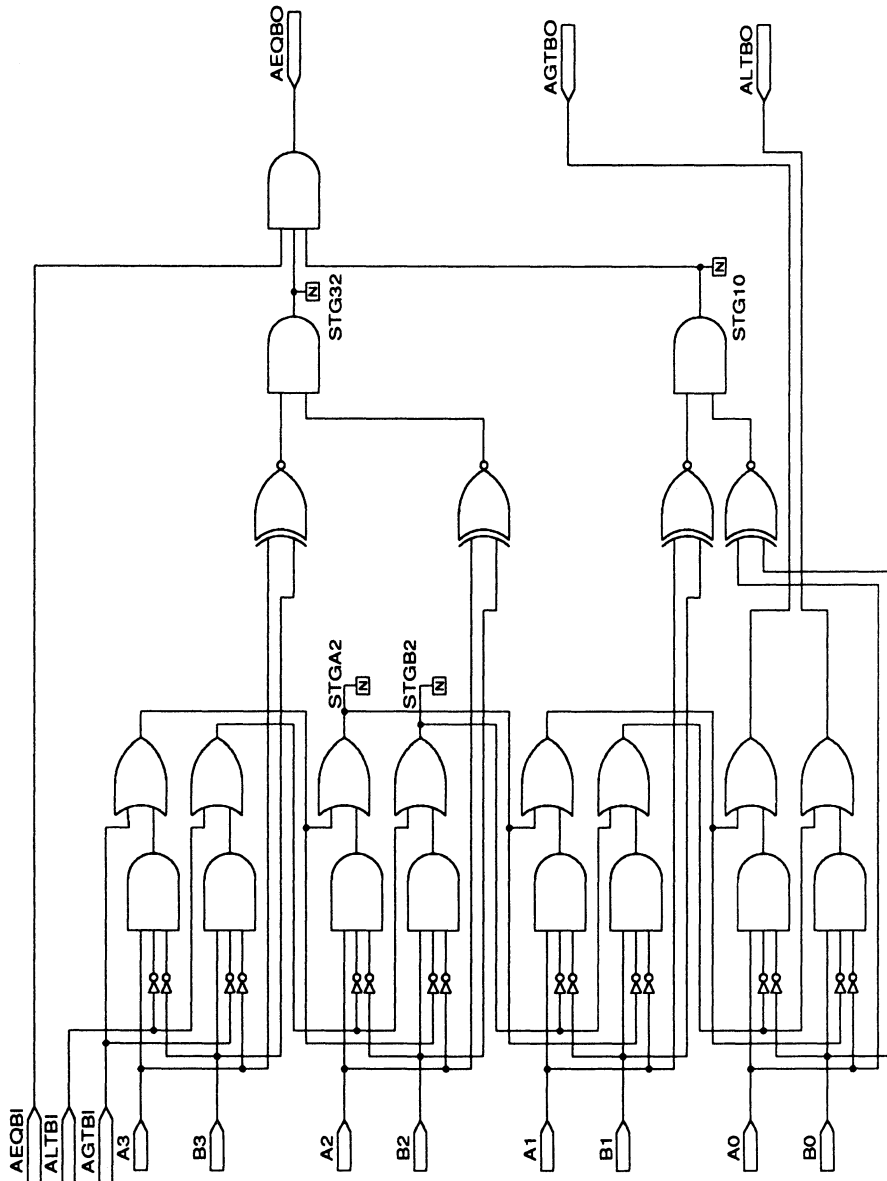 AEQBI
ALTBI
AGTBI
A3
B3
A2
B2
A1
B1
A0
B0
STGA2
N
STGB2
N
STG32
N
STG10
N
AEQBO
AGTBO
ALTBO